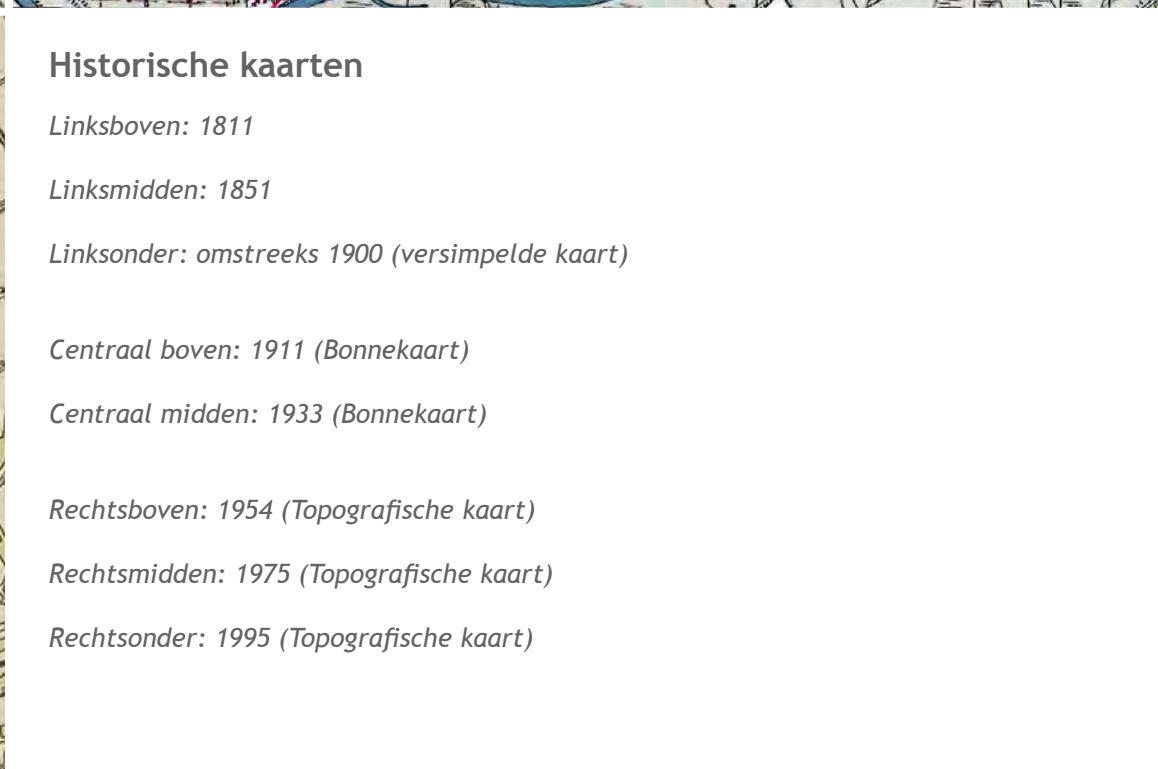 Historische kaarten
Linksboven: 1811
Linksmidden: 1851
Linksonder: omstreeks 1900 (versimpelde kaart)
Centraal boven: 1911 (Bonnekaart)
Centraal midden: 1933 (Bonnekaart)
Rechtsboven: 1954 (Topografische kaart)
Rechtsmidden: 1975 (Topografische kaart)
Rechtsonder: 1995 (Topografische kaart)